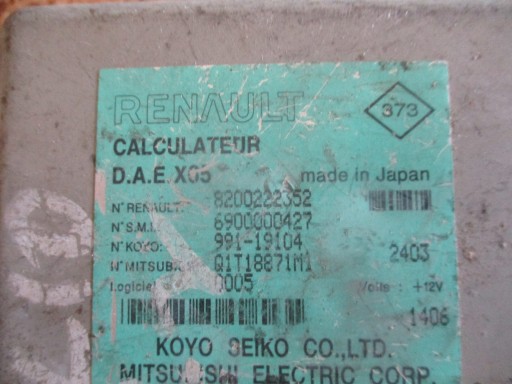 RENAULT
373
CALCULATEUR
D.A.E. X65 made in Japan
N° RENAULT: 8200222352
N° S.M.I. 6900000427
N° KOYO: 991-19104 2403
N° MITSUBI Q1T18871M1
Logiciel 0005 Volts : +12V
1406
KOYO SEIKO CO.,LTD.
MITSUBISHI ELECTRIC CORP